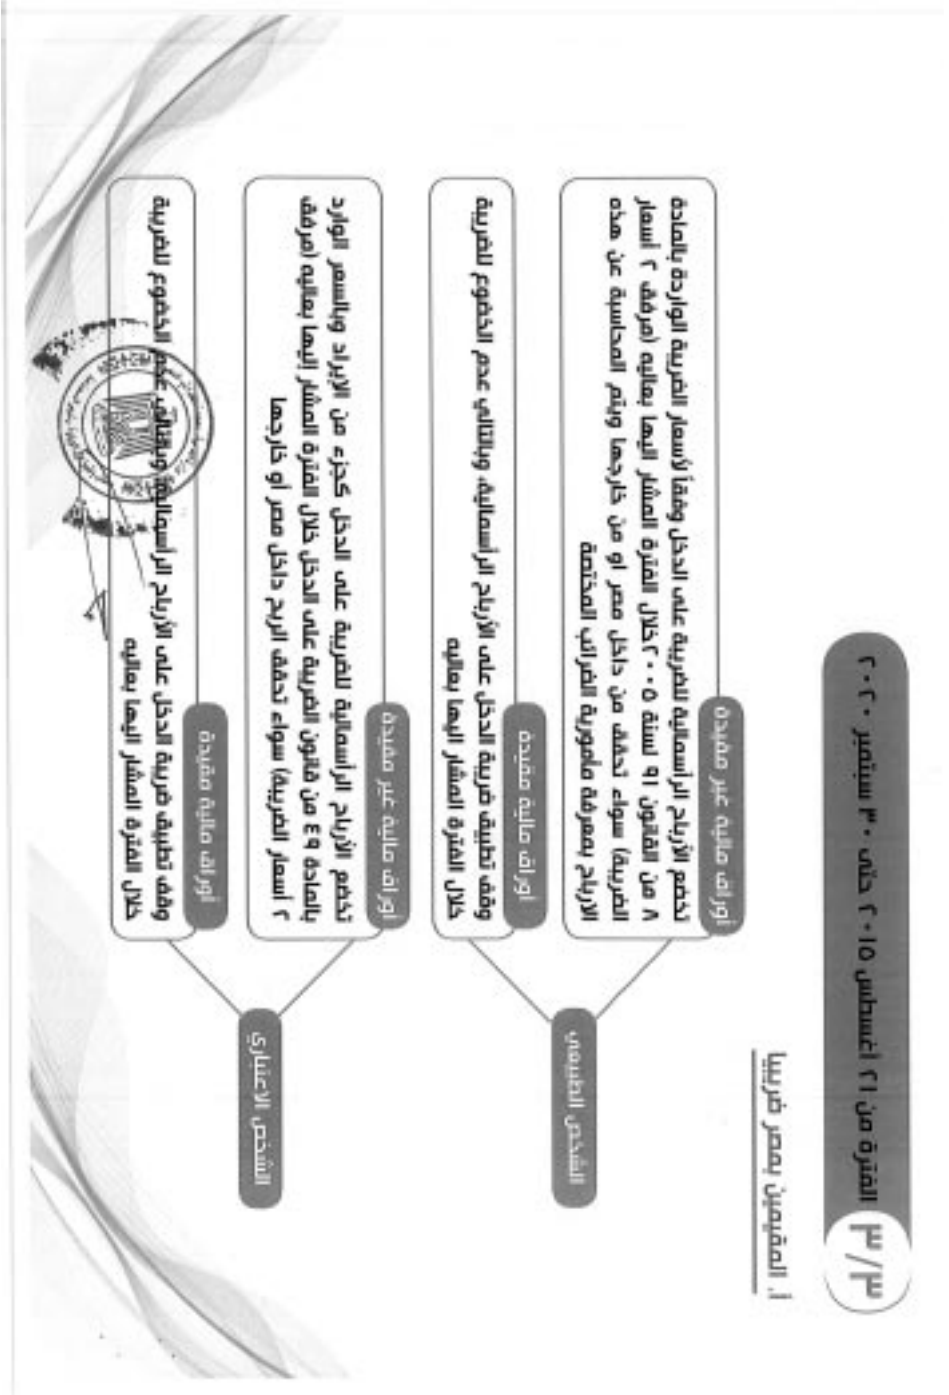 ٣/٣
الفترة من ٢١ أغسطس ٢٠١٥ حتى ٣٠ سبتمبر ٢٠٢٠
أ. المقيمين بمصر ضريبيا
الشخص الطبيعي
أوراق مالية غير مقيدة
تخضع الأرباح الرأسمالية للضريبة على الدخل وفقاً لأسعار الضريبة الواردة بالمادة
٨ من القانون ٩١ لسنة ٢٠٠٥ خلال الفترة المشار اليها بعاليه (مرفق ٢ أسعار
الضريبة) سواء تحقق من داخل مصر او من خارجها ويتم المحاسبة عن هذه
الارباح بمعرفة مأمورية الضرائب المختصة
أوراق مالية مقيدة
وقف تطبيق ضريبة الدخل على الأرباح الرأسمالية، وبالتالي عدم الخضوع للضريبة
خلال الفترة المشار اليها بعاليه
الشخص الاعتباري
أوراق مالية غير مقيدة
تخضع الأرباح الرأسمالية للضريبة على الدخل كجزء من الإيراد وبالسعر الوارد
بالمادة ٤٩ من قانون الضريبة على الدخل خلال الفترة المشار إليها بعاليه (مرفق
٢ أسعار الضريبة) سواء تحقق الربح داخل مصر أو خارجها
أوراق مالية مقيدة
وقف تطبيق ضريبة الدخل على الأرباح الرأسمالية، وبالتالي عدم الخضوع للضريبة
خلال الفترة المشار اليها بعاليه